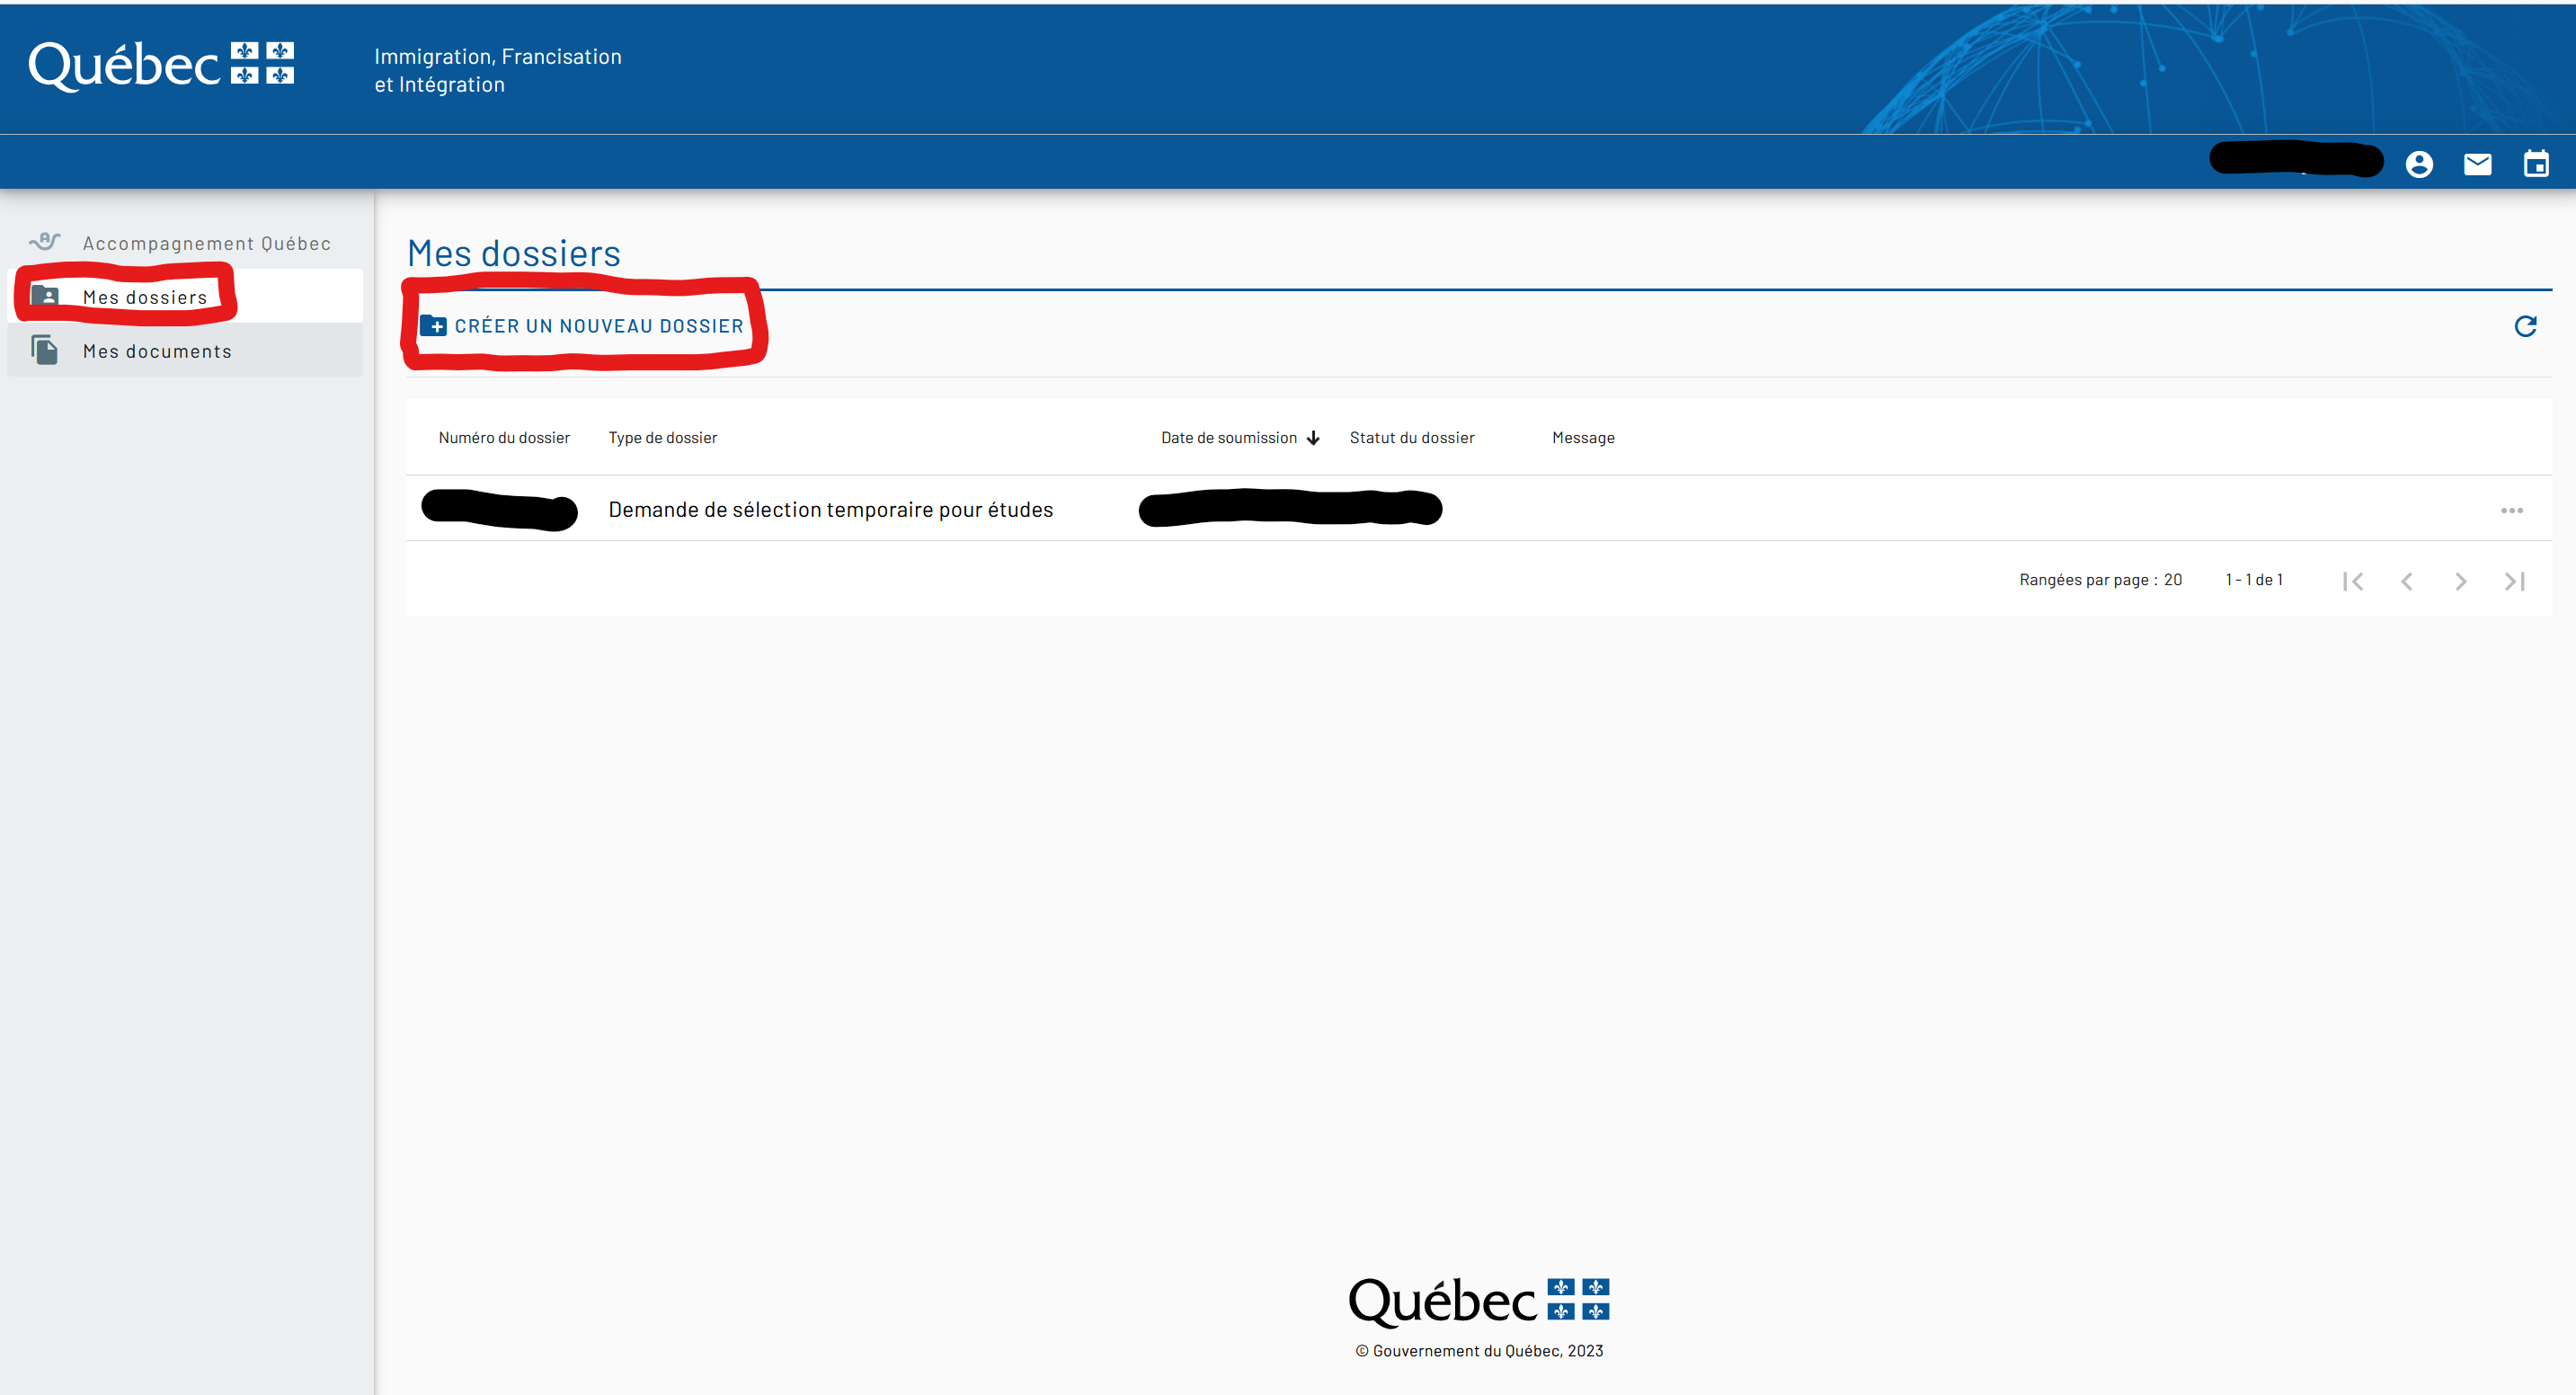 Québec
Immigration, Francisation
et Intégration
Accompagnement Québec
Mes dossiers
Mes documents
Mes dossiers
CRÉER UN NOUVEAU DOSSIER
Numéro du dossier Type de dossier Date de soumission Statut du dossier Message
Demande de sélection temporaire pour études
Rangées par page : 20 1 - 1 de 1
Québec
© Gouvernement du Québec, 2023